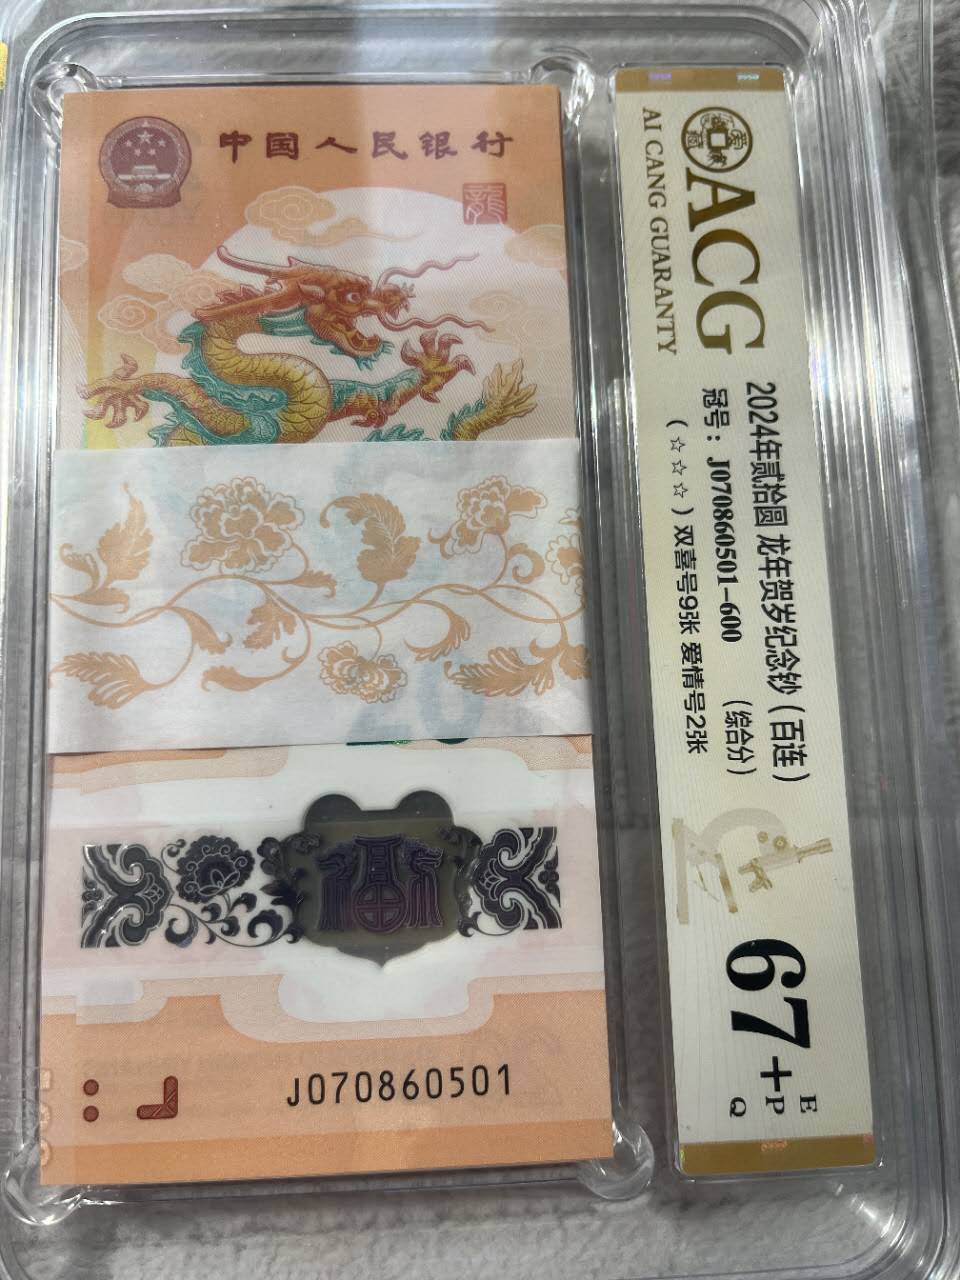 中国人民银行
龍
J070860501
ACG
AI CANG GUARANTY
2024年贰拾圆 龙年贺岁纪念钞（百连）
冠号：J070860501-600 （综合分）
（☆☆☆）双喜号9张 爱情号2张
67+
E
P
Q